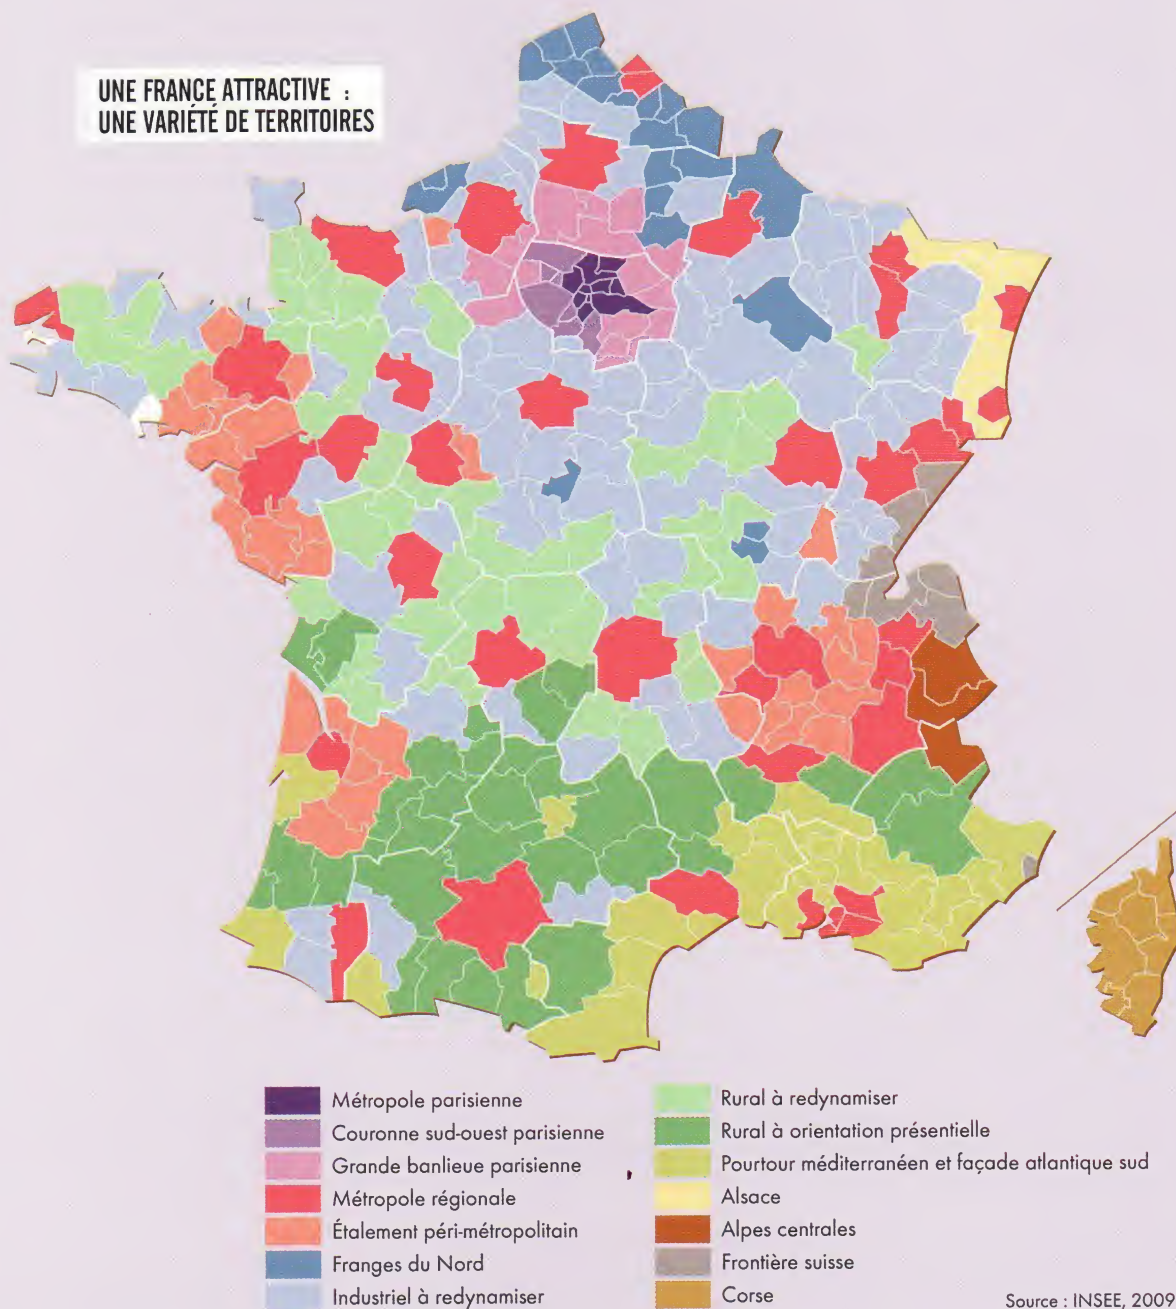 UNE FRANCE ATTRACTIVE :
UNE VARIÉTÉ DE TERRITOIRES
Métropole parisienne
Couronne sud-ouest parisienne
Grande banlieue parisienne
Métropole régionale
Étalement péri-métropolitain
Franges du Nord
Industriel à redynamiser
Rural à redynamiser
Rural à orientation présentielle
Pourtour méditerranéen et façade atlantique sud
Alsace
Alpes centrales
Frontière suisse
Corse
Source : INSEE, 2009